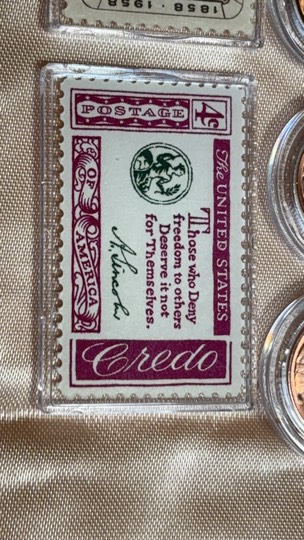 1858 · 1958
POSTAGE
4¢
The UNITED STATES
OF AMERICA
Those who Deny
freedom to others
Deserve it not
for Themselves.
A. Lincoln
Credo